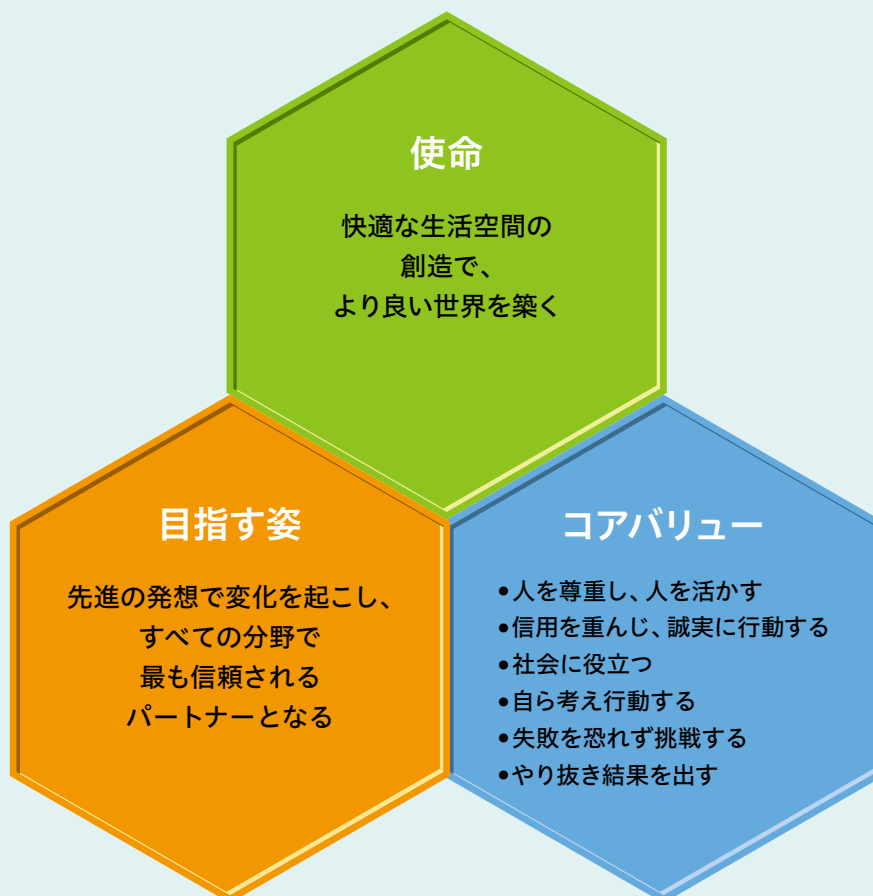 使命
快適な生活空間の
創造で、
より良い世界を築く
目指す姿
先進の発想で変化を起こし、
すべての分野で
最も信頼される
パートナーとなる
コアバリュー
•人を尊重し、人を活かす
•信用を重んじ、誠実に行動する
•社会に役立つ
•自ら考え行動する
•失敗を恐れず挑戦する
•やり抜き結果を出す